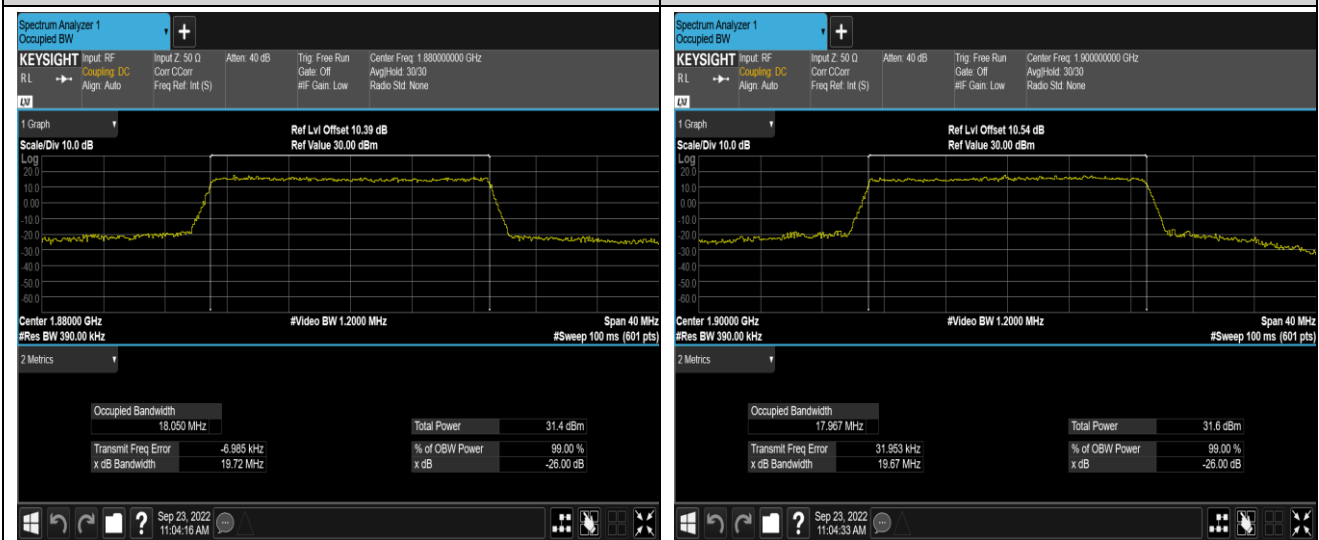 Spectrum Analyzer 1
Occupied BW
+
KEYSIGHT
Input: RF
Coupling: DC
Align: Auto
Input Z: 50 Ω
Corr CCorr
Freq Ref: Int (S)
Atten: 40 dB
Trig: Free Run
Gate: Off
#IF Gain: Low
Center Freq: 1.880000000 GHz
Avg|Hold: 30/30
Radio Std: None
R L
LXI
1 Graph
Ref Lvl Offset 10.39 dB
Scale/Div 10.0 dB
Ref Value 30.00 dBm
Log
20.0
10.0
0.00
-10.0
-20.0
-30.0
-40.0
-50.0
-60.0
Center 1.88000 GHz
#Video BW 1.2000 MHz
Span 40 MHz
#Res BW 390.00 kHz
#Sweep 100 ms (601 pts)
2 Metrics
Occupied Bandwidth
18.050 MHz
Total Power 31.4 dBm
Transmit Freq Error -6.985 kHz
% of OBW Power 99.00 %
x dB Bandwidth 19.72 MHz
x dB -26.00 dB
?
Sep 23, 2022
11:04:16 AM
Spectrum Analyzer 1
Occupied BW
+
KEYSIGHT
Input: RF
Coupling: DC
Align: Auto
Input Z: 50 Ω
Corr CCorr
Freq Ref: Int (S)
Atten: 40 dB
Trig: Free Run
Gate: Off
#IF Gain: Low
Center Freq: 1.900000000 GHz
Avg|Hold: 30/30
Radio Std: None
R L
LXI
1 Graph
Ref Lvl Offset 10.54 dB
Scale/Div 10.0 dB
Ref Value 30.00 dBm
Log
20.0
10.0
0.00
-10.0
-20.0
-30.0
-40.0
-50.0
-60.0
Center 1.90000 GHz
#Video BW 1.2000 MHz
Span 40 MHz
#Res BW 390.00 kHz
#Sweep 100 ms (601 pts)
2 Metrics
Occupied Bandwidth
17.967 MHz
Total Power 31.6 dBm
Transmit Freq Error 31.953 kHz
% of OBW Power 99.00 %
x dB Bandwidth 19.67 MHz
x dB -26.00 dB
?
Sep 23, 2022
11:04:33 AM